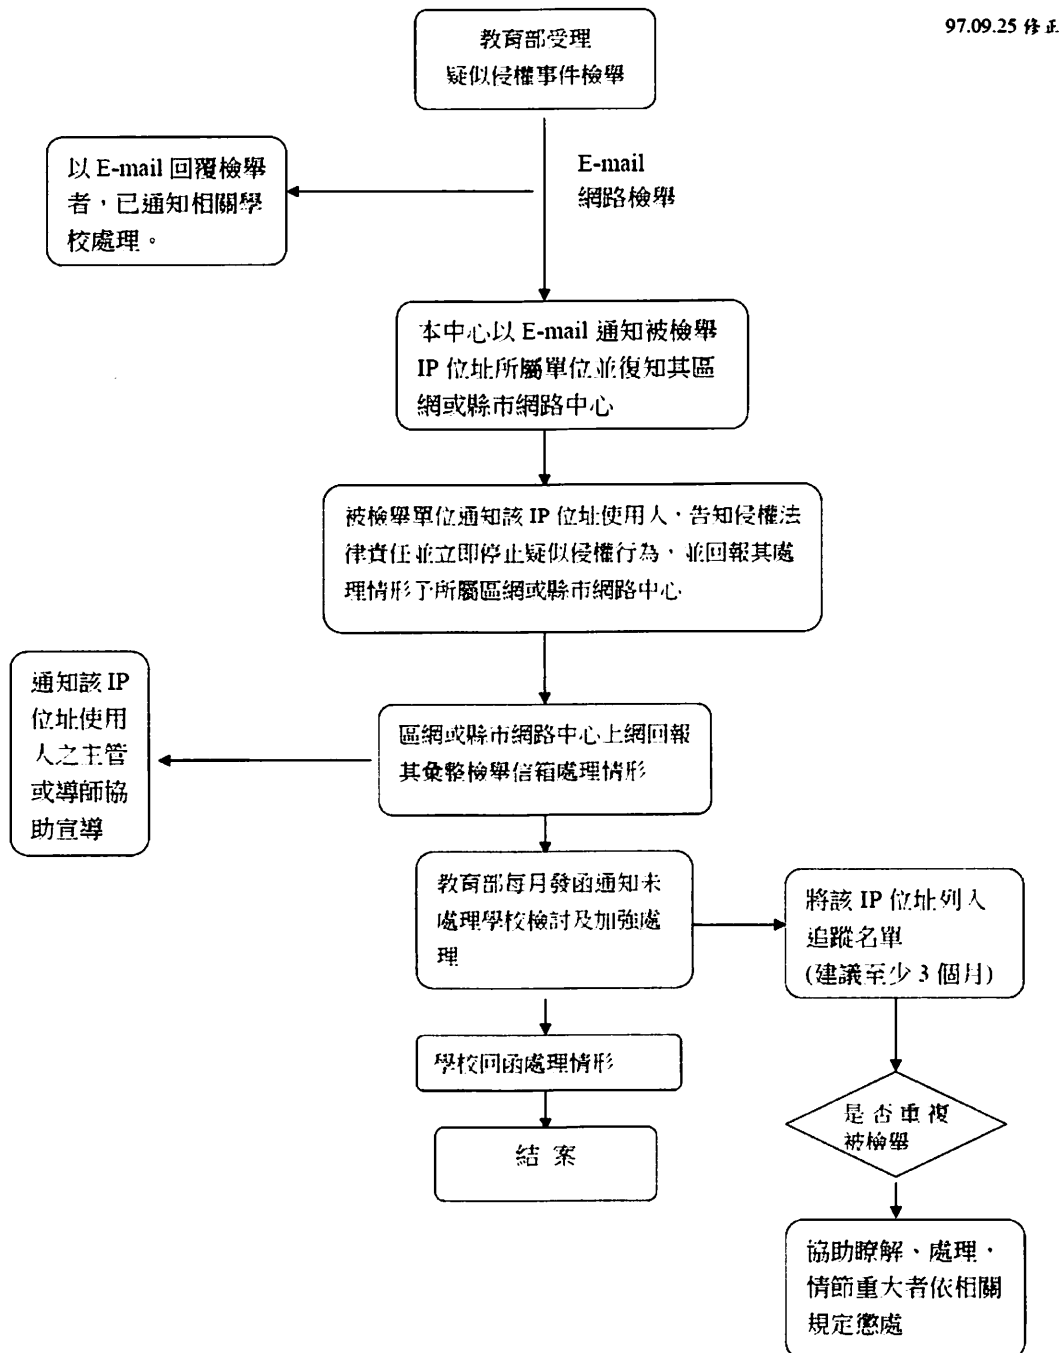 97.09.25 修正
教育部受理
疑似侵權事件檢舉
以 E-mail 回覆檢舉
者，已通知相關學
校處理。
E-mail
網路檢舉
本中心以 E-mail 通知被檢舉
IP 位址所屬單位並復知其區
網或縣市網路中心
被檢舉單位通知該 IP 位址使用人，告知侵權法
律責任並立即停止疑似侵權行為，並回報其處
理情形予所屬區網或縣市網路中心
通知該 IP
位址使用
人之主管
或導師協
助宣導
區網或縣市網路中心上網回報
其彙整檢舉信箱處理情形
教育部每月發函通知未
處理學校檢討及加強處
理
將該 IP 位址列入
追蹤名單
(建議至少 3 個月)
學校回函處理情形
是否重複
被檢舉
結 案
協助瞭解、處理，
情節重大者依相關
規定懲處